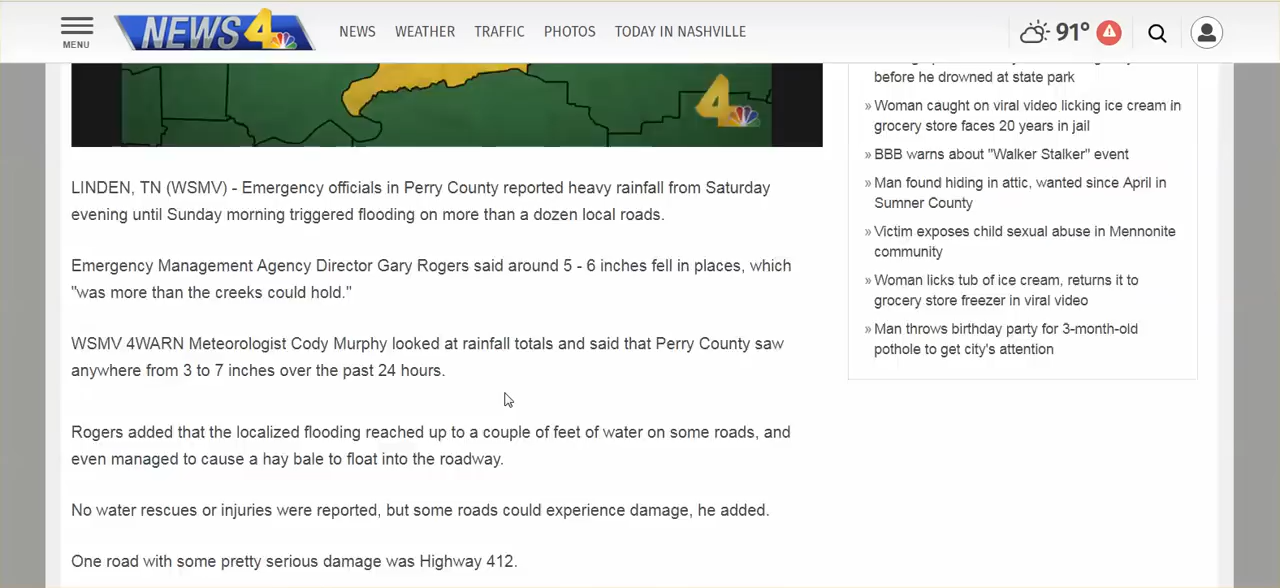 MENU
NEWS 4
NEWS WEATHER TRAFFIC PHOTOS TODAY IN NASHVILLE
91°
4
LINDEN, TN (WSMV) - Emergency officials in Perry County reported heavy rainfall from Saturday
evening until Sunday morning triggered flooding on more than a dozen local roads.
Emergency Management Agency Director Gary Rogers said around 5 - 6 inches fell in places, which
"was more than the creeks could hold."
WSMV 4WARN Meteorologist Cody Murphy looked at rainfall totals and said that Perry County saw
anywhere from 3 to 7 inches over the past 24 hours.
Rogers added that the localized flooding reached up to a couple of feet of water on some roads, and
even managed to cause a hay bale to float into the roadway.
No water rescues or injuries were reported, but some roads could experience damage, he added.
One road with some pretty serious damage was Highway 412.
before he drowned at state park
» Woman caught on viral video licking ice cream in
grocery store faces 20 years in jail
» BBB warns about "Walker Stalker" event
» Man found hiding in attic, wanted since April in
Sumner County
» Victim exposes child sexual abuse in Mennonite
community
» Woman licks tub of ice cream, returns it to
grocery store freezer in viral video
» Man throws birthday party for 3-month-old
pothole to get city's attention